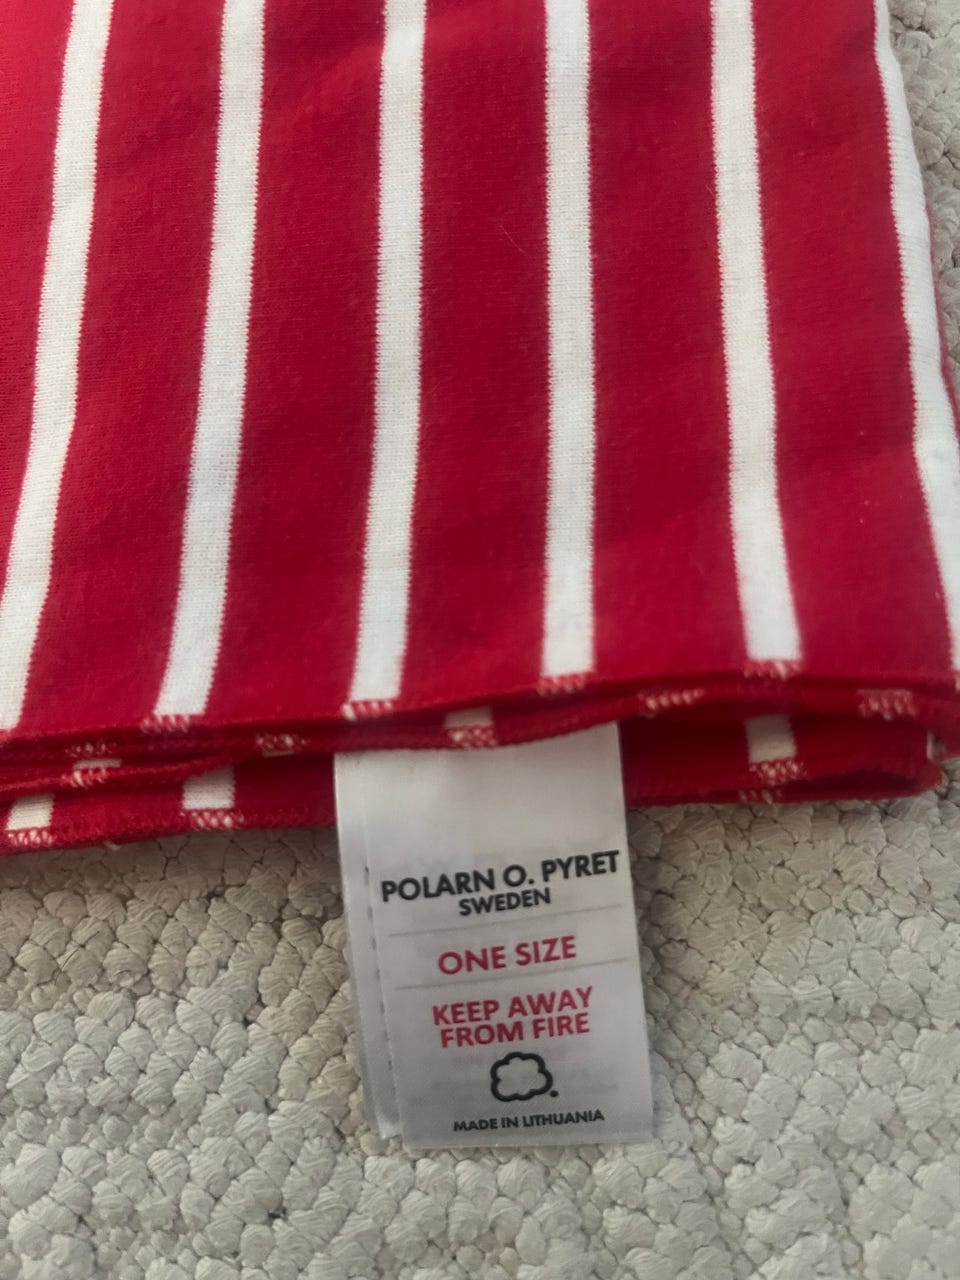 POLARN O. PYRET
SWEDEN
ONE SIZE
KEEP AWAY
FROM FIRE
MADE IN LITHUANIA